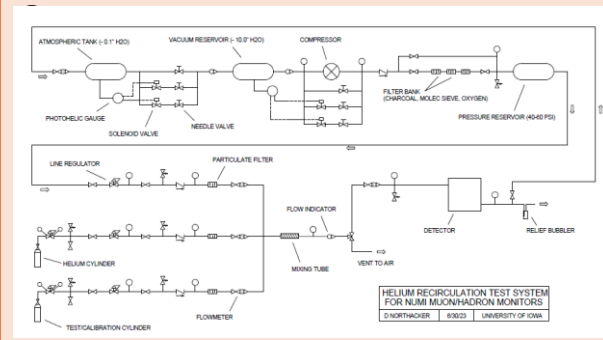 ATMOSPHERIC TANK (- 0.1" H2O)
VACUUM RESERVOIR (- 10.0" H2O)
COMPRESSOR
PHOTOHELIC GAUGE
SOLENOID VALVE
NEEDLE VALVE
FILTER BANK
(CHARCOAL, MOLEC SIEVE, OXYGEN)
PRESSURE RESERVOIR (40-60 PSI)
LINE REGULATOR
PARTICULATE FILTER
FLOW INDICATOR
HELIUM CYLINDER
MIXING TUBE
VENT TO AIR
DETECTOR
RELIEF BUBBLER
TEST/CALIBRATION CYLINDER
FLOWMETER
HELIUM RECIRCULATION TEST SYSTEM
FOR NUMI MUON/HADRON MONITORS
D NORTHACKER 6/30/23 UNIVERSITY OF IOWA